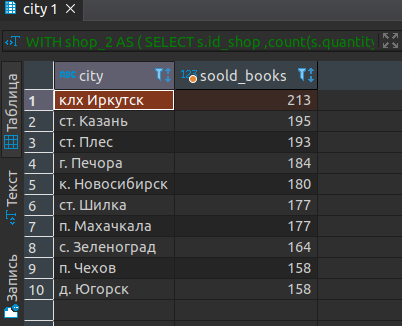 city 1
WITH shop_2 AS ( SELECT s.id_shop ,count(s.quantity
city soold_books
1 клх Иркутск 213
2 ст. Казань 195
3 ст. Плес 193
4 г. Печора 184
5 к. Новосибирск 180
6 ст. Шилка 177
7 п. Махачкала 177
8 с. Зеленоград 164
9 п. Чехов 158
10 д. Югорск 158
Таблица
Текст
Запись